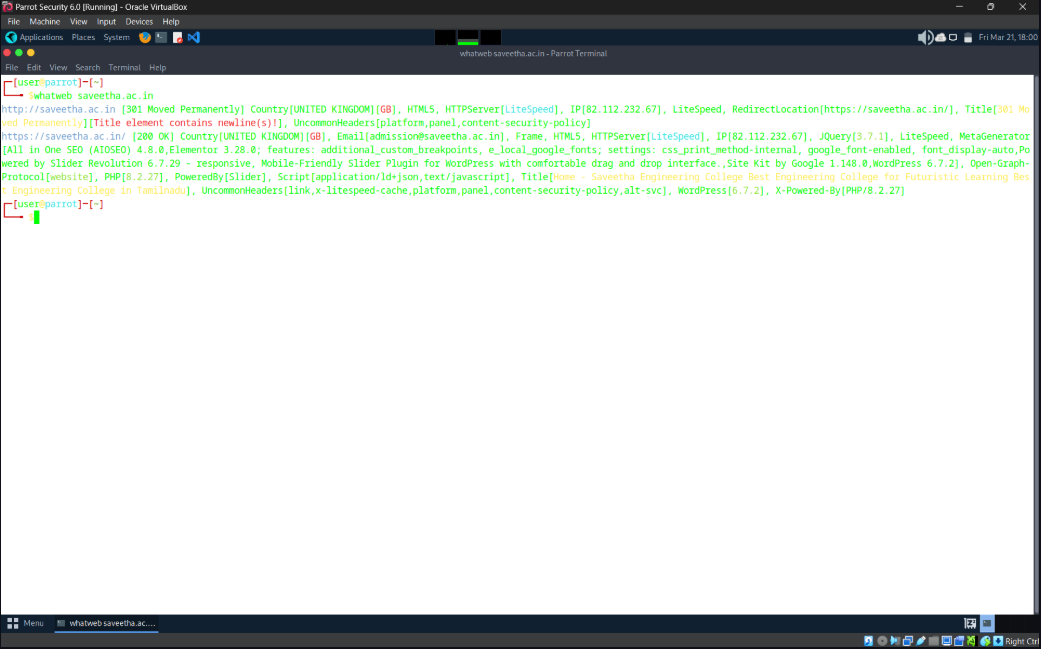 Parrot Security 6.0 [Running] - Oracle VirtualBox
File Machine View Input Devices Help
Applications Places System Fri Mar 21, 18:00
whatweb saveetha.ac.in - Parrot Terminal
File Edit View Search Terminal Help
┌─[user@parrot]─[~]
└──╼ $whatweb saveetha.ac.in
http://saveetha.ac.in [301 Moved Permanently] Country[UNITED KINGDOM][GB], HTML5, HTTPServer[LiteSpeed], IP[82.112.232.67], LiteSpeed, RedirectLocation[https://saveetha.ac.in/], Title[301 Mo
ved Permanently][Title element contains newline(s)!], UncommonHeaders[platform,panel,content-security-policy]
https://saveetha.ac.in/ [200 OK] Country[UNITED KINGDOM][GB], Email[admission@saveetha.ac.in], Frame, HTML5, HTTPServer[LiteSpeed], IP[82.112.232.67], JQuery[3.7.1], LiteSpeed, MetaGenerator
[All in One SEO (AIOSEO) 4.8.0,Elementor 3.28.0; features: additional_custom_breakpoints, e_local_google_fonts; settings: css_print_method-internal, google_font-enabled, font_display-auto,Po
wered by Slider Revolution 6.7.29 - responsive, Mobile-Friendly Slider Plugin for WordPress with comfortable drag and drop interface.,Site Kit by Google 1.148.0,WordPress 6.7.2], Open-Graph-
Protocol[website], PHP[8.2.27], PoweredBy[Slider], Script[application/ld+json,text/javascript], Title[Home - Saveetha Engineering College Best Engineering College for Futuristic Learning Bes
t Engineering College in Tamilnadu], UncommonHeaders[link,x-litespeed-cache,platform,panel,content-security-policy,alt-svc], WordPress[6.7.2], X-Powered-By[PHP/8.2.27]
┌─[user@parrot]─[~]
└──╼ $
Menu whatweb saveetha.ac....
Right Ctrl